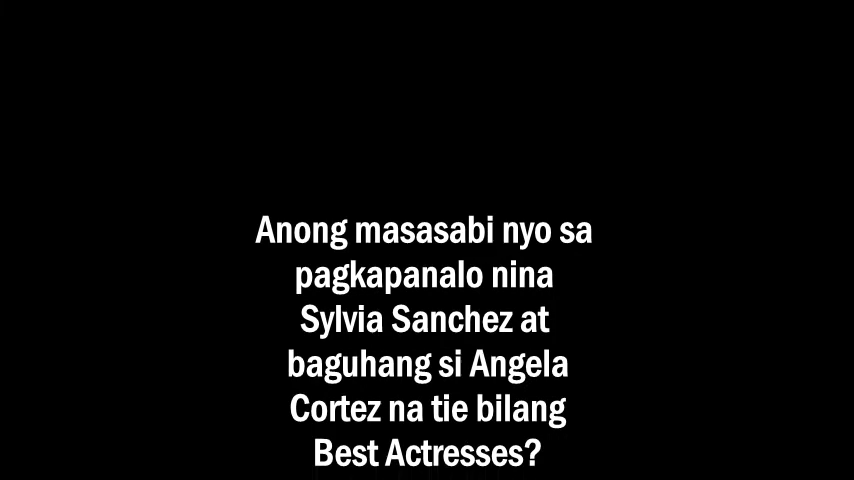 Anong masasabi nyo sa
pagkapanalo nina
Sylvia Sanchez at
baguhang si Angela
Cortez na tie bilang
Best Actresses?